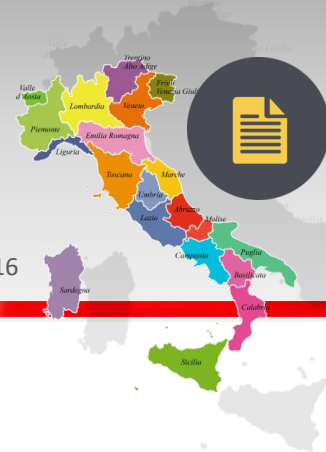 Trentino
Alto Adige
Friuli
Venezia Giul
Valle
d'Aosta
Lombardia
Veneto
Piemonte
Emilia Romagna
Liguria
Toscana
Marche
Umbria
Abruzzo
Lazio
Molise
16
Campania
Puglia
Basilicata
Sardegna
Calabria
Sicilia